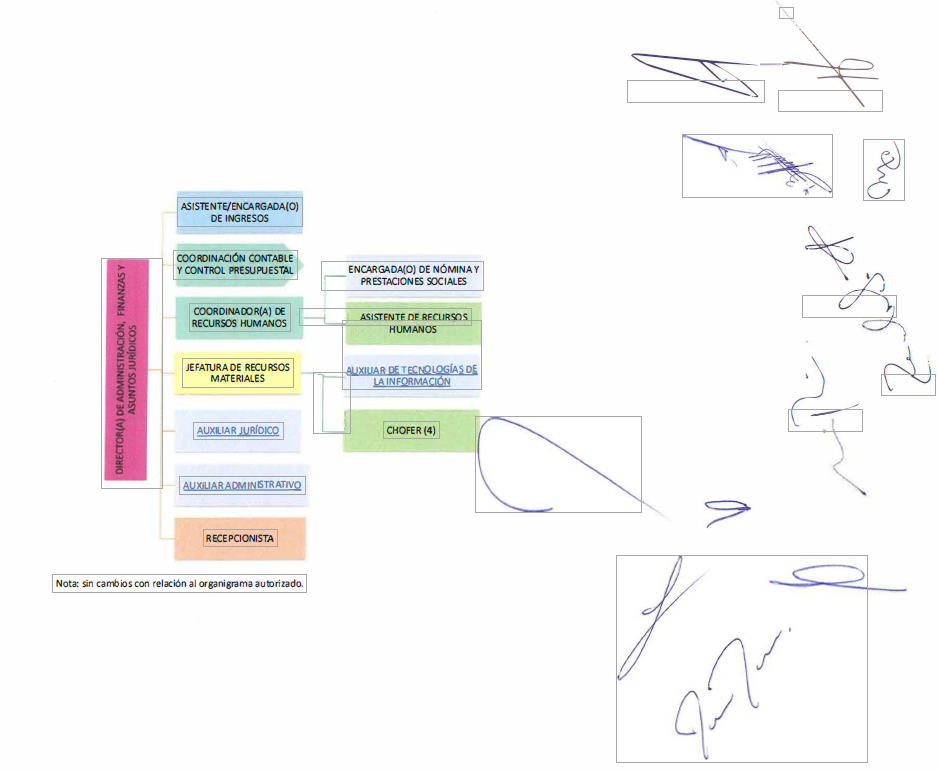 ASISTENTE/ENCARGADA(O)
DE INGRESOS
COORDINACIÓN CONTABLE
Y CONTROL PRESUPUESTAL
ENCARGADA(O) DE NÓMINA Y
PRESTACIONES SOCIALES
DIRECTOR(A) DE ADMINISTRACIÓN, FINANZAS Y
ASUNTOS JURÍDICOS
COORDINADOR(A) DE
RECURSOS HUMANOS
ASISTENTE DE RECURSOS
HUMANOS
JEFATURA DE RECURSOS
MATERIALES
AUXILIAR DE TECNOLOGÍAS DE
LA INFORMACIÓN
AUXILIAR JURÍDICO
CHOFER (4)
AUXILIAR ADMINISTRATIVO
RECEPCIONISTA
Nota: sin cambios con relación al organigrama autorizado.